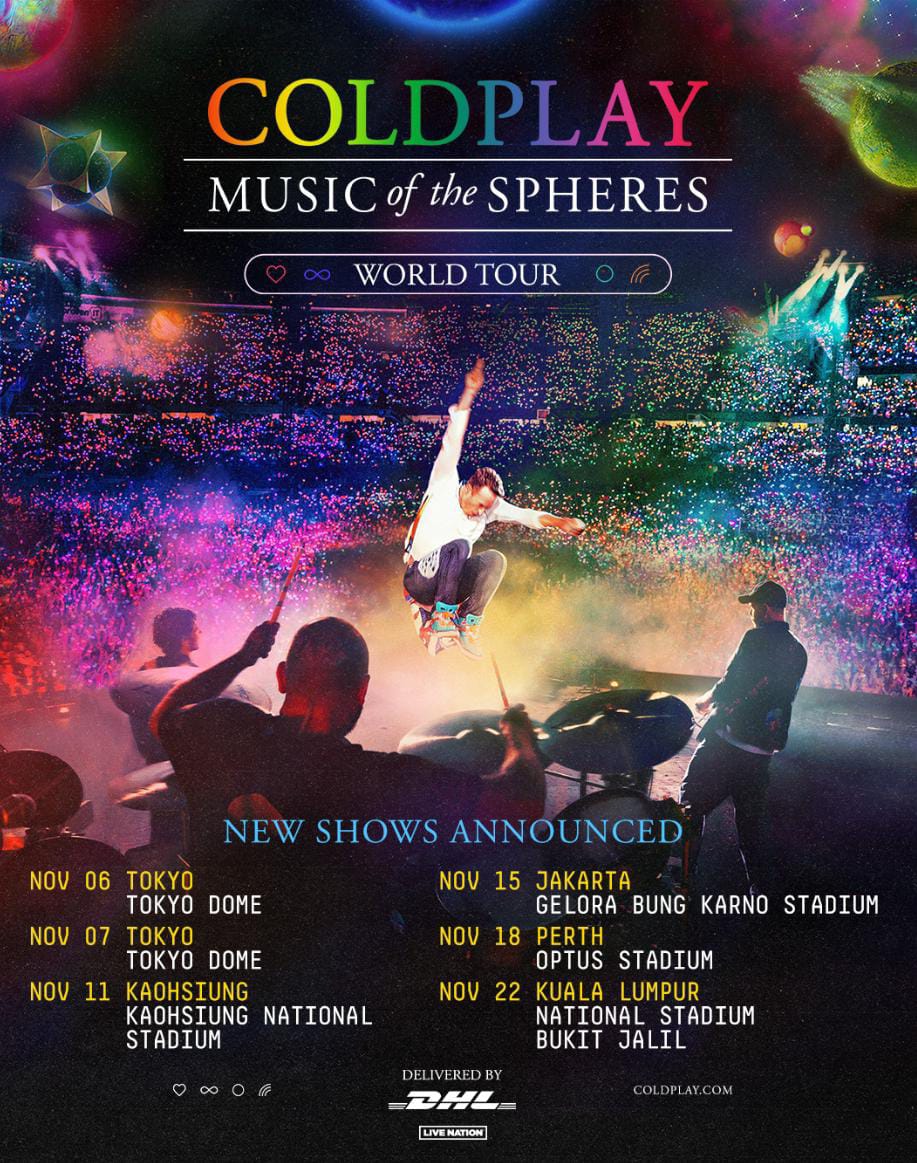 COLDPLAY
MUSIC of the SPHERES
WORLD TOUR
NEW SHOWS ANNOUNCED
NOV 06 TOKYO
TOKYO DOME
NOV 07 TOKYO
TOKYO DOME
NOV 11 KAOHSIUNG
KAOHSIUNG NATIONAL
STADIUM
NOV 15 JAKARTA
GELORA BUNG KARNO STADIUM
NOV 18 PERTH
OPTUS STADIUM
NOV 22 KUALA LUMPUR
NATIONAL STADIUM
BUKIT JALIL
DELIVERED BY
DHL
LIVE NATION
COLDPLAY.COM